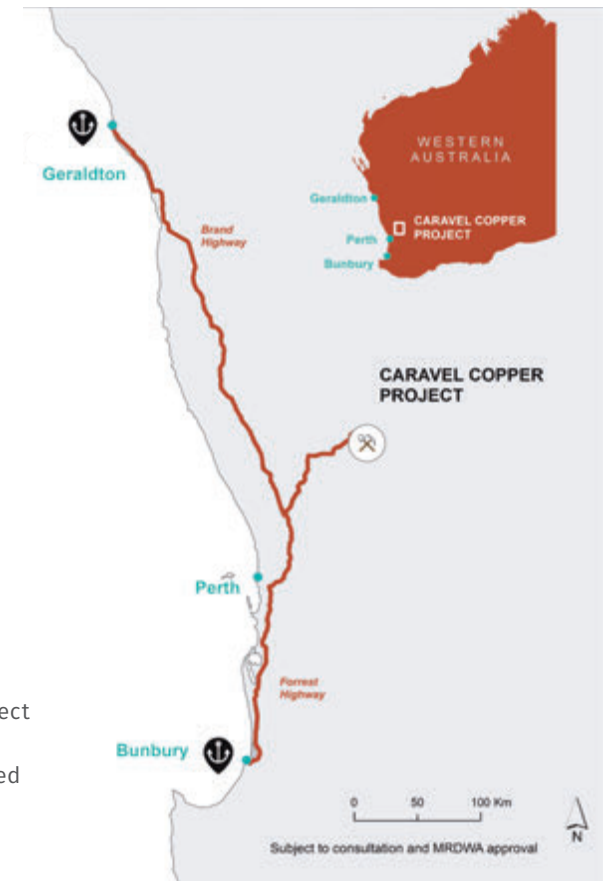 Geraldton
Brand
Highway
WESTERN
AUSTRALIA
Geraldton
CARAVEL COPPER
PROJECT
Perth
Bunbury
CARAVEL COPPER
PROJECT
Perth
Forrest
Highway
ect
Bunbury
ed
0 50 100 Km
N
Subject to consultation and MRDWA approval